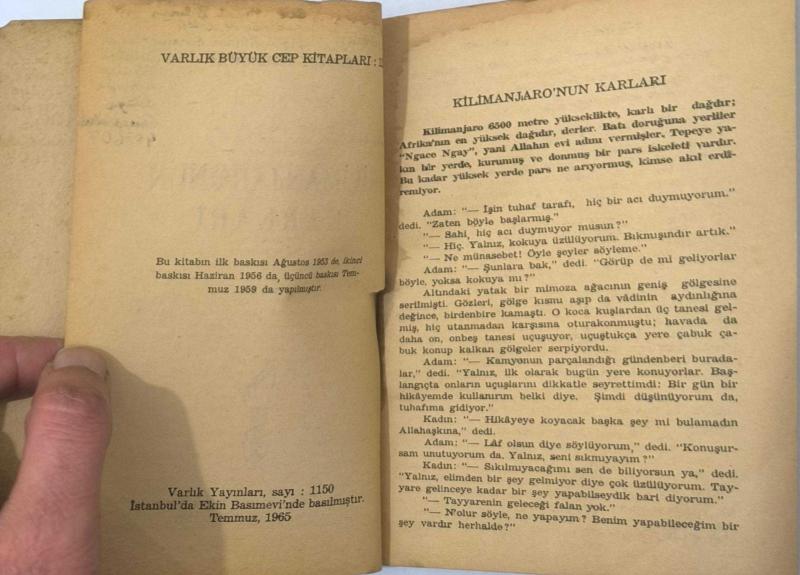 VARLIK BÜYÜK CEP KİTAPLARI :
Bu kitabın ilk baskısı Ağustos 1953 de, ikinci
baskısı Haziran 1956 da, üçüncü baskısı Tem-
muz 1959 da yapılmıştır.
Varlık Yayınları, sayı : 1150
İstanbul'da Ekin Basımevi'nde basılmıştır.
Temmuz, 1965
KİLİMANJARO'NUN KARLARI
Kilimanjaro 6500 metre yükseklikte, karlı bir dağdır;
Afrika'nın en yüksek dağıdır, derler. Batı doruğuna yerliler
"Ngace Ngay", yani Allahın evi adını vermişler. Tepeye ya-
kın bir yerde, kurumuş ve donmuş bir pars iskeleti vardır.
Bu kadar yüksek yerde pars ne arıyormuş, kimse akıl erdi-
remiyor.
Adam: "— İşin tuhaf tarafı, hiç bir acı duymuyorum."
dedi. "Zaten böyle başlarmış."
"— Sahi, hiç acı duymuyor musun?"
"— Hiç. Yalnız, kokuya üzülüyorum. Bıkmışındır artık."
"— Ne münasebet! Öyle şeyler söyleme."
Adam: "— Şunlara bak," dedi. "Görüp de mi geliyorlar
böyle, yoksa kokuya mı?"
Altındaki yatak bir mimoza ağacının geniş gölgesine
serilmişti. Gözleri, gölge kısmı aşıp da vâdinin aydınlığına
değince, birdenbire kamaştı. O koca kuşlardan üç tanesi gel-
miş, hiç utanmadan karşısına oturakonmuştu; havada da
daha on, onbeş tanesi uçuşuyor, uçuştukça yere çabuk ça-
buk konup kalkan gölgeler serpiyordu.
Adam: "— Kamyonun parçalandığı gündenberi burada-
lar," dedi. "Yalnız, ilk olarak bugün yere konuyorlar. Baş-
langıçta onların uçuşlarını dikkatle seyrettimdi: Bir gün bir
hikâyemde kullanırım belki diye. Şimdi düşünüyorum da,
tuhafıma gidiyor."
Kadın: "— Hikâyeye koyacak başka şey mi bulamadın
Allahaşkına," dedi.
Adam: "— Lâf olsun diye söylüyorum," dedi. "Konuşur-
sam unutuyorum da. Yalnız, seni sıkmıyayım?"
Kadın: "— Sıkılmıyacağımı sen de biliyorsun ya," dedi.
"Yalnız, elimden bir şey gelmiyor diye çok üzülüyorum. Tay-
yare gelinceye kadar bir şey yapabilseydik bari diyorum."
"— Tayyarenin geleceği falan yok."
"— N'olur söyle, ne yapayım? Benim yapabileceğim bir
şey vardır herhalde?"